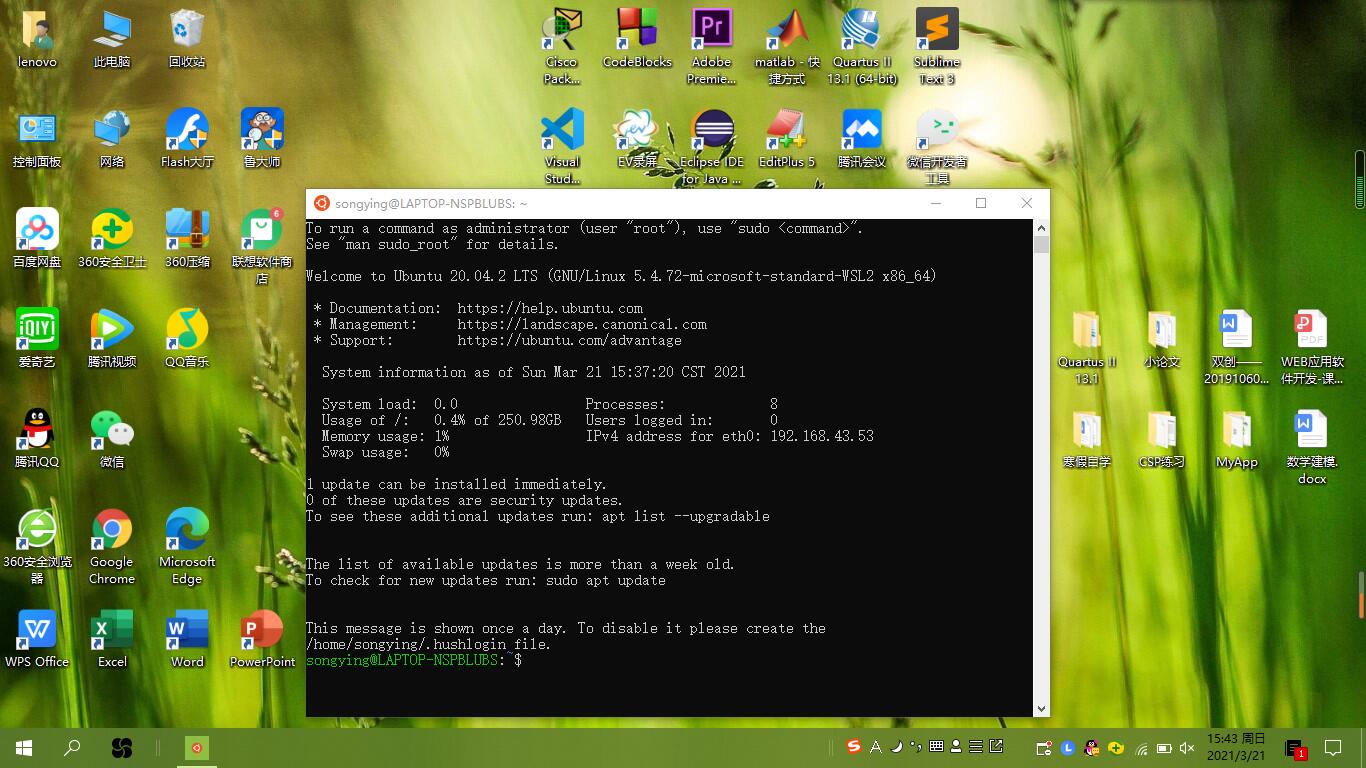 lenovo
此电脑
回收站
Cisco
Pack...
CodeBlocks
Adobe
Premie...
matlab - 快
捷方式
Quartus II
13.1 (64-bit)
Sublime
Text 3
控制面板
网络
Flash大厅
鲁大师
Visual
Stud...
EV录屏
Eclipse IDE
for Java ...
EditPlus 5
腾讯会议
微信开发者
工具
百度网盘
360安全卫士
360压缩
联想软件商
店
6
爱奇艺
腾讯视频
QQ音乐
腾讯QQ
微信
360安全浏览
器
Google
Chrome
Microsoft
Edge
WPS Office
Excel
Word
PowerPoint
songying@LAPTOP-NSPBLUBS: ~
To run a command as administrator (user "root"), use "sudo <command>".
See "man sudo_root" for details.
Welcome to Ubuntu 20.04.2 LTS (GNU/Linux 5.4.72-microsoft-standard-WSL2 x86_64)
* Documentation: https://help.ubuntu.com
* Management: https://landscape.canonical.com
* Support: https://ubuntu.com/advantage
System information as of Sun Mar 21 15:37:20 CST 2021
System load: 0.0 Processes: 8
Usage of /: 0.4% of 250.98GB Users logged in: 0
Memory usage: 1% IPv4 address for eth0: 192.168.43.53
Swap usage: 0%
1 update can be installed immediately.
0 of these updates are security updates.
To see these additional updates run: apt list --upgradable
The list of available updates is more than a week old.
To check for new updates run: sudo apt update
This message is shown once a day. To disable it please create the
/home/songying/.hushlogin file.
songying@LAPTOP-NSPBLUBS:~$
Quartus II
13.1
小论文
双创——
20191060...
WEB应用软
件开发-课...
寒假自学
CSP练习
MyApp
数学建模.
docx
15:43 周日
2021/3/21
1